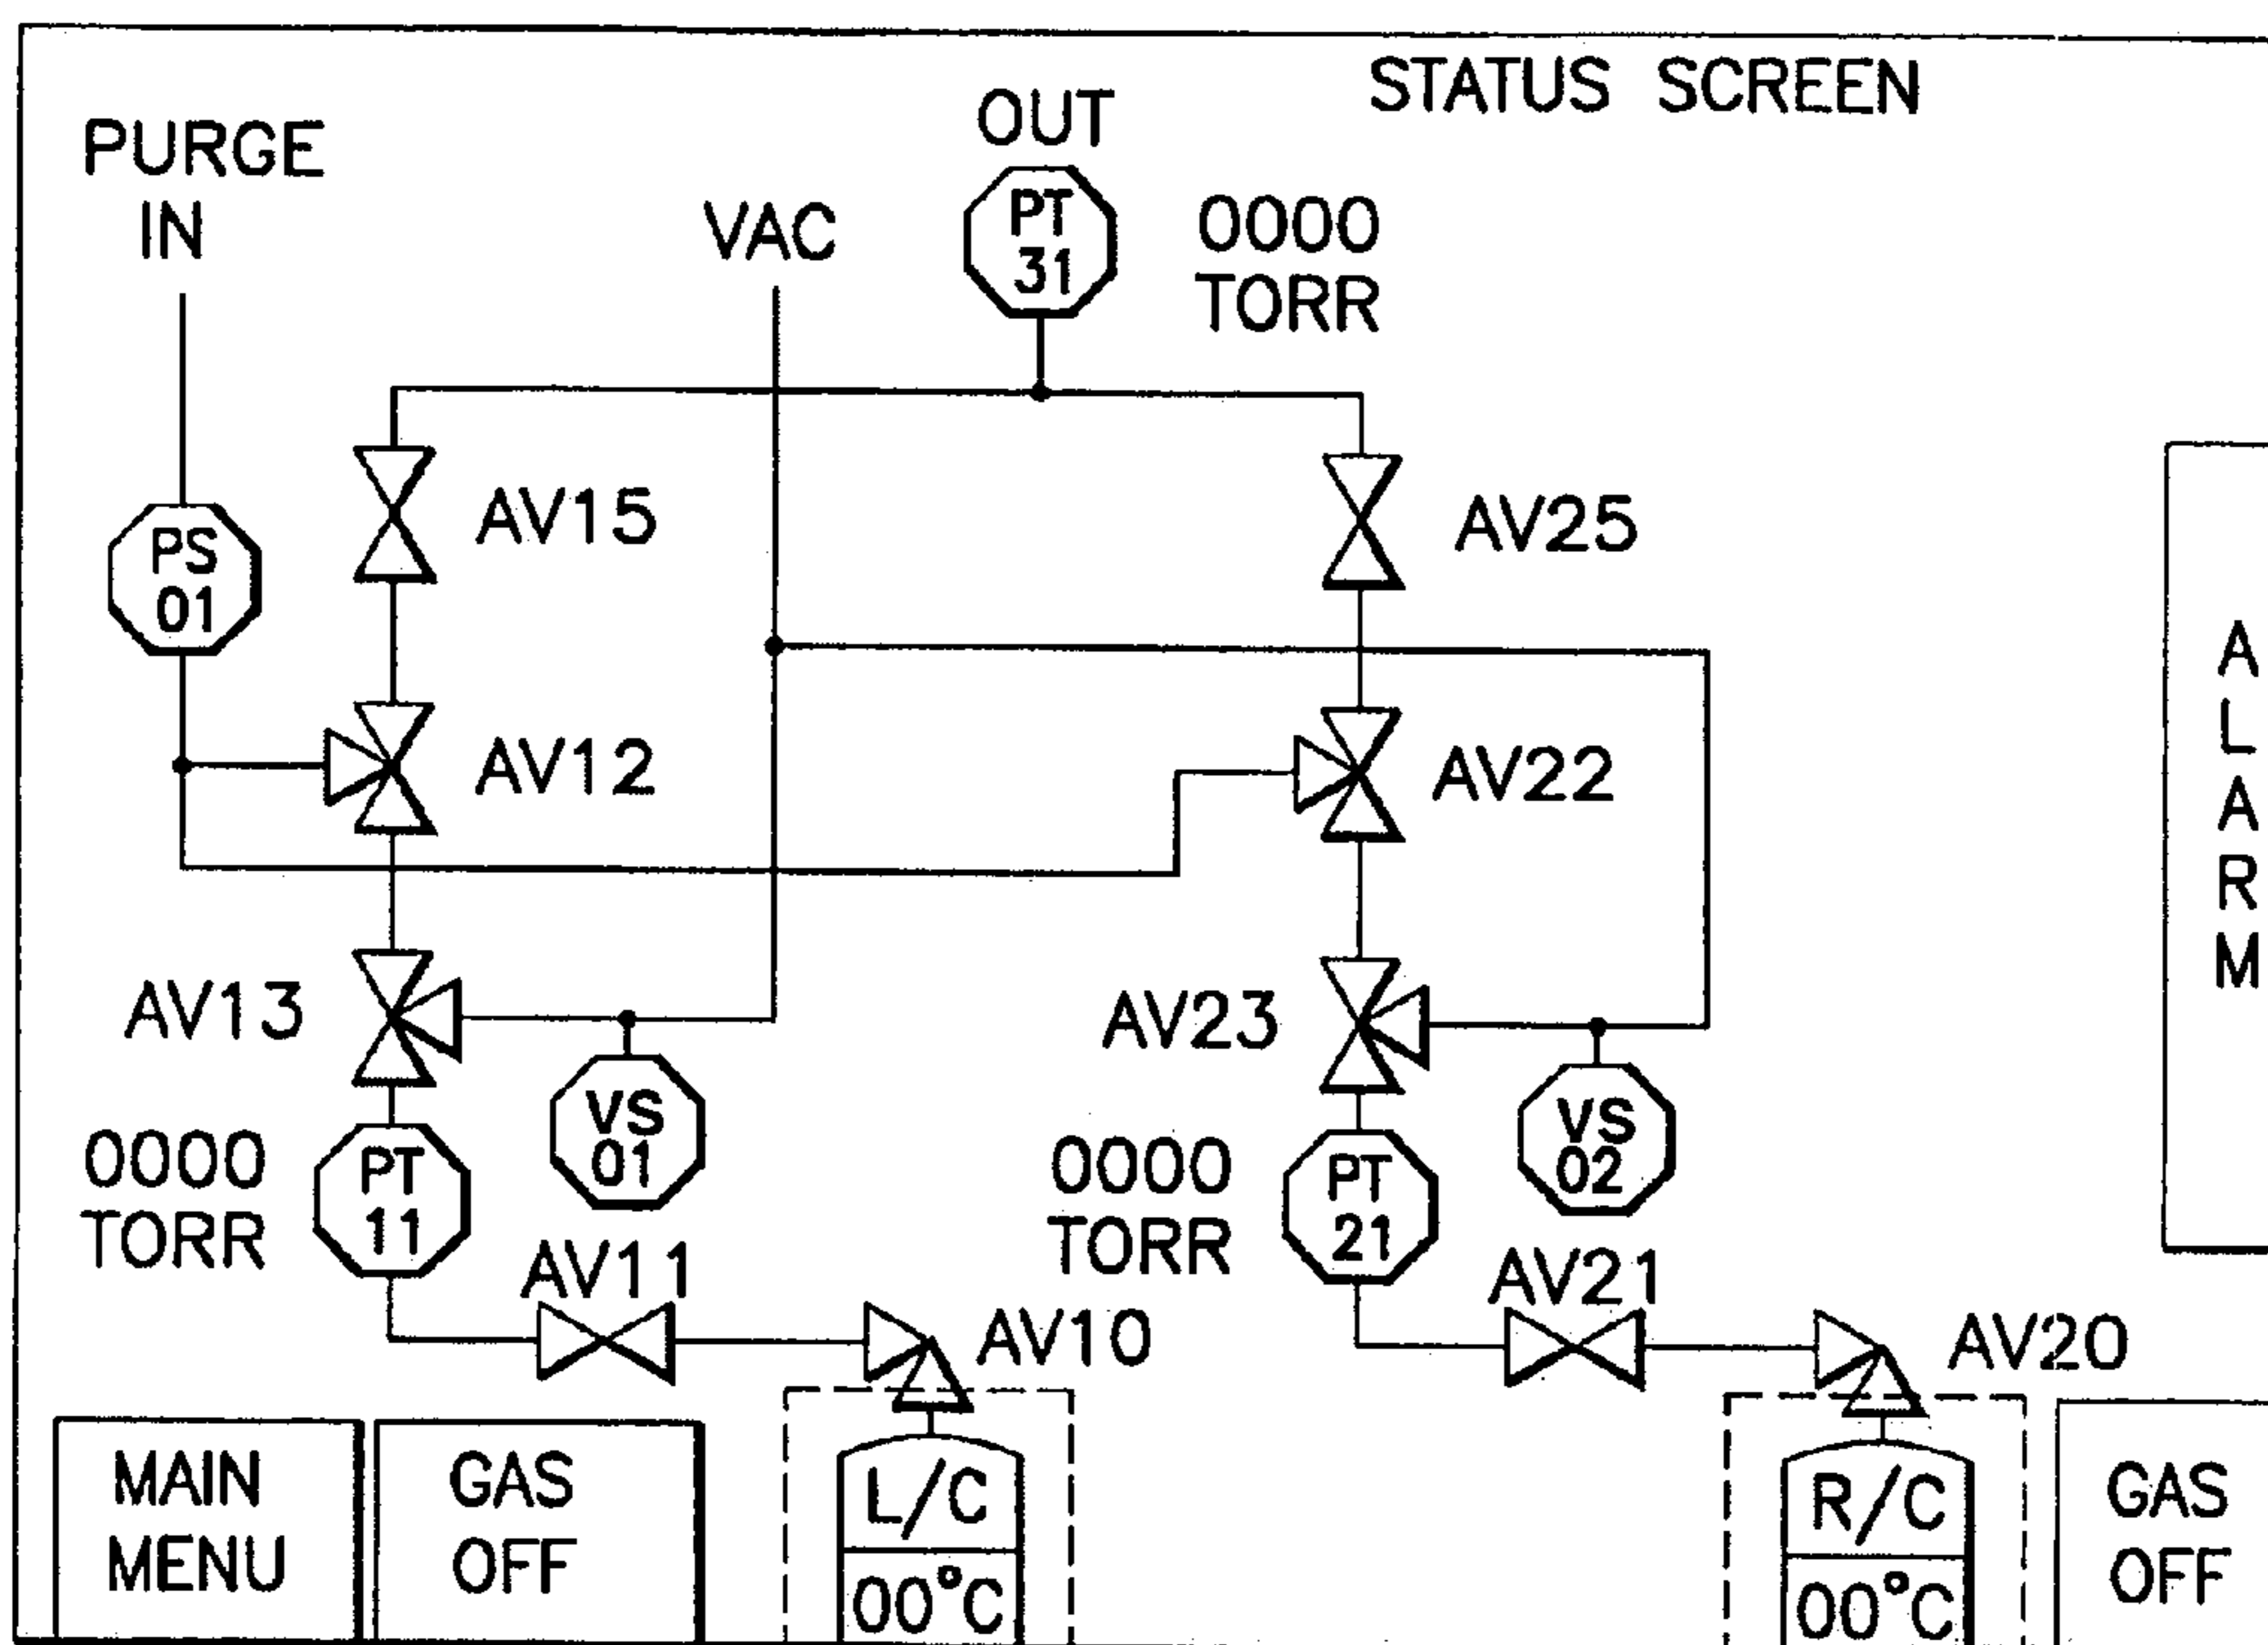 STATUS SCREEN
PURGE
IN
VAC
OUT
PT
31
0000
TORR
PS
01
AV15
AV25
AV12
AV22
AV13
AV23
VS
01
VS
02
0000
TORR
PT
11
0000
TORR
PT
21
AV11
AV10
AV21
AV20
A
L
A
R
M
MAIN
MENU
GAS
OFF
L/C
00°C
R/C
00°C
GAS
OFF